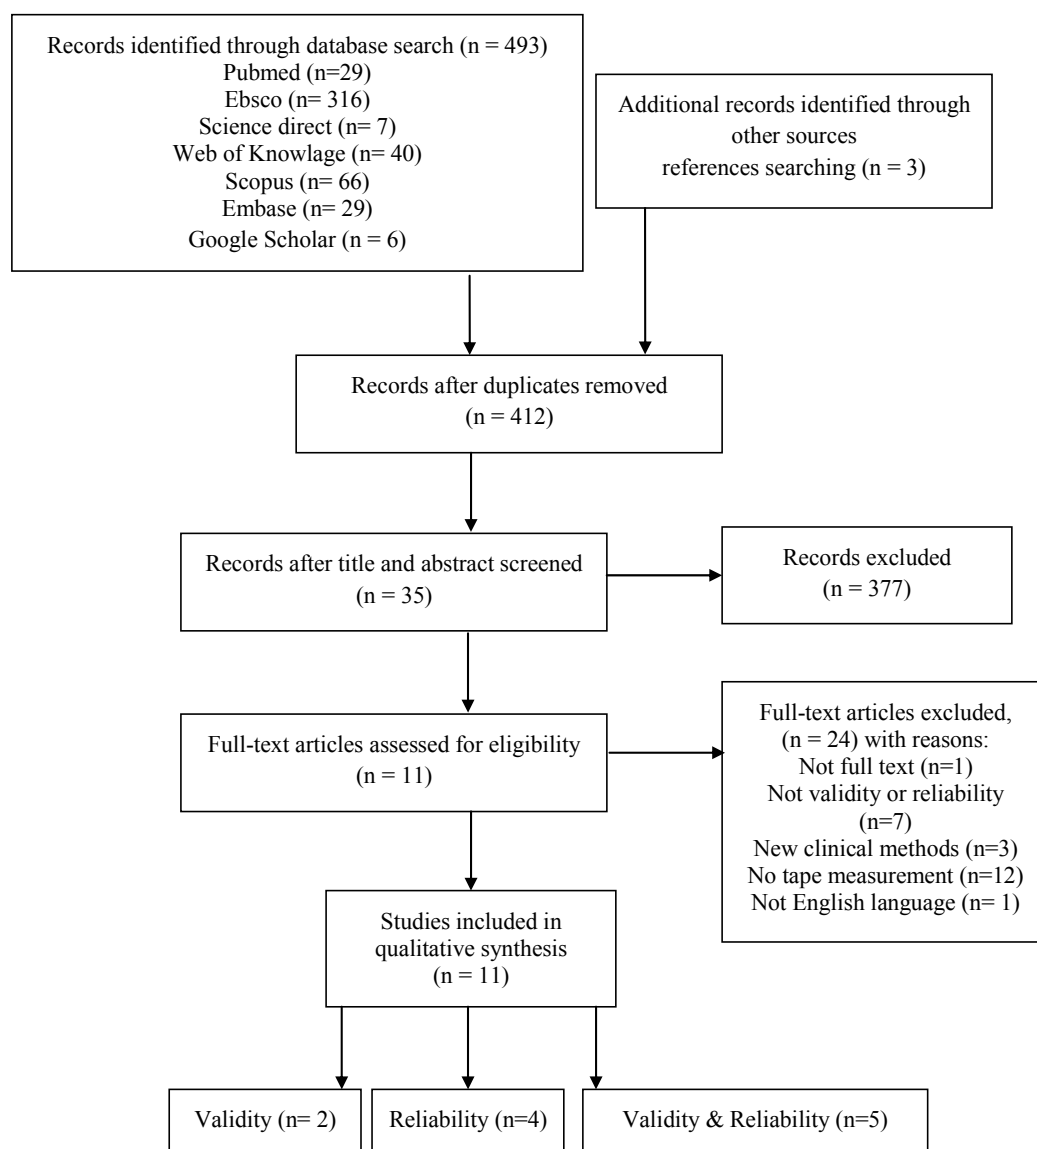 Records identified through database search (n = 493)
Pubmed (n=29)
Ebsco (n= 316)
Science direct (n= 7)
Web of Knowlage (n= 40)
Scopus (n= 66)
Embase (n= 29)
Google Scholar (n = 6)
Additional records identified through
other sources
references searching (n = 3)
Records after duplicates removed
(n = 412)
Records after title and abstract screened
(n = 35)
Records excluded
(n = 377)
Full-text articles assessed for eligibility
(n = 11)
Full-text articles excluded,
(n = 24) with reasons:
Not full text (n=1)
Not validity or reliability
(n=7)
New clinical methods (n=3)
No tape measurement (n=12)
Not English language (n= 1)
Studies included in
qualitative synthesis
(n = 11)
Validity (n= 2)
Reliability (n=4)
Validity & Reliability (n=5)